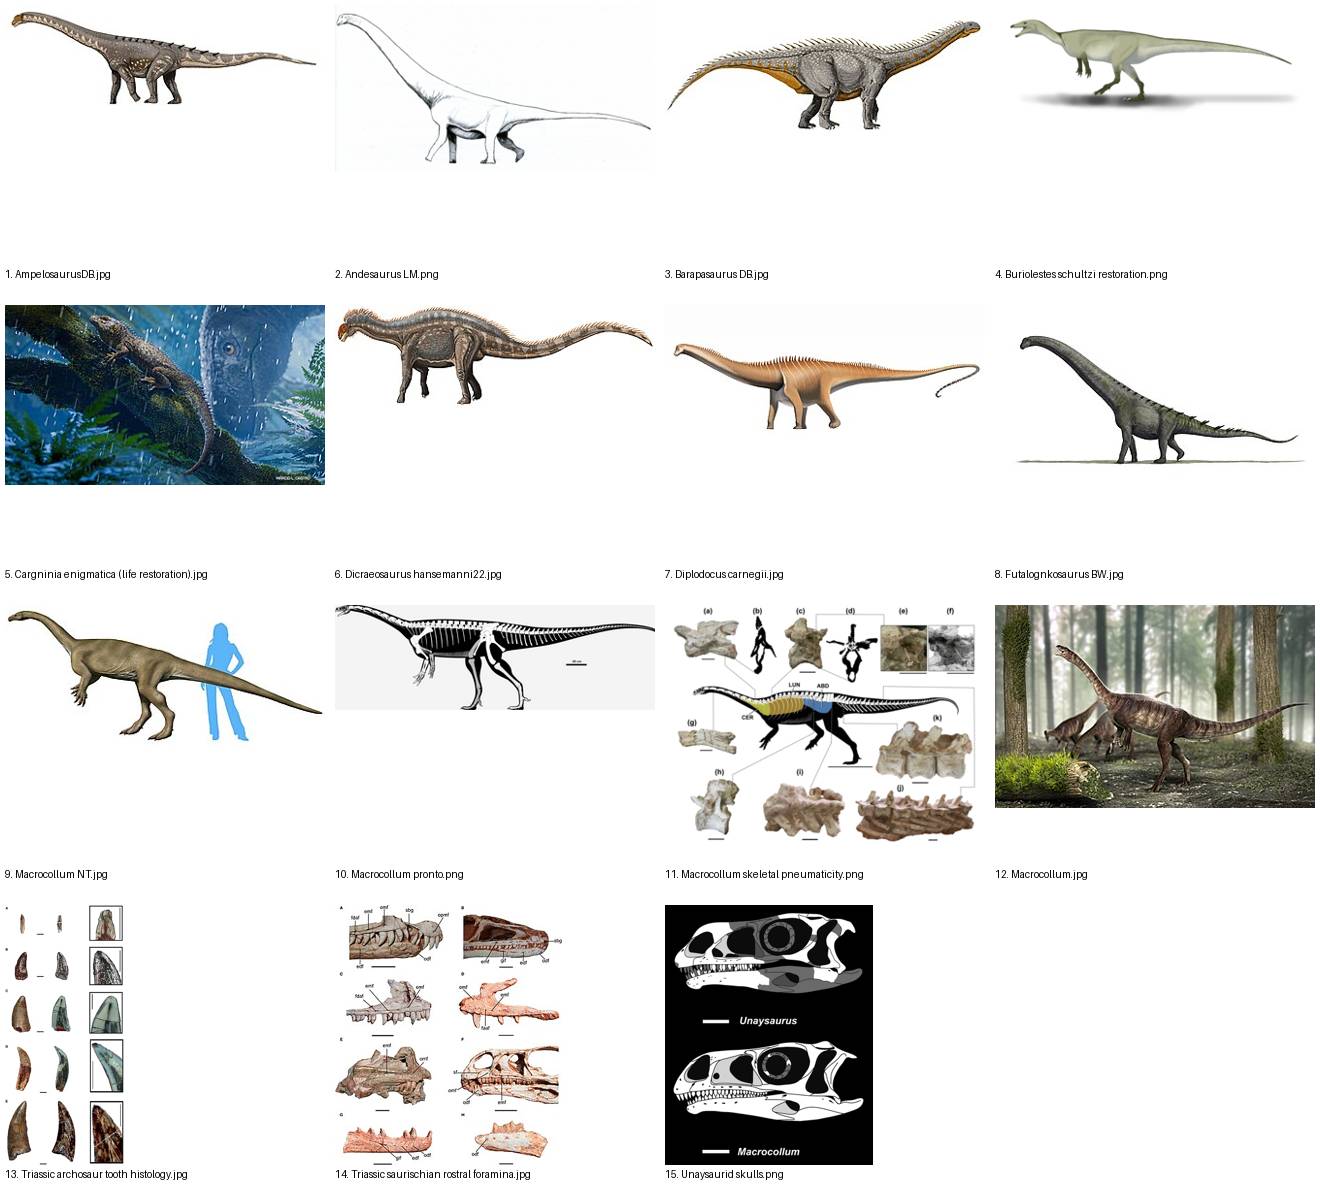 1. AmpelosaurusDB.jpg
2. Andesaurus LM.png
3. Barapasaurus DB.jpg
4. Buriolestes schultzi restoration.png
5. Cargninia enigmatica (life restoration).jpg
6. Dicraeosaurus hansemanni22.jpg
7. Diplodocus carnegii.jpg
8. Futalognkosaurus BW.jpg
(a) (b) (c) (d) (e) (f)
LUN ABD
CER
(g) (k)
(h) (i) (j)
9. Macrocollum NT.jpg
10. Macrocollum pronto.png
11. Macrocollum skeletal pneumaticity.png
12. Macrocollum.jpg
Unaysaurus
Macrocollum
13. Triassic archosaur tooth histology.jpg
14. Triassic saurischian rostral foramina.jpg
15. Unaysaurid skulls.png